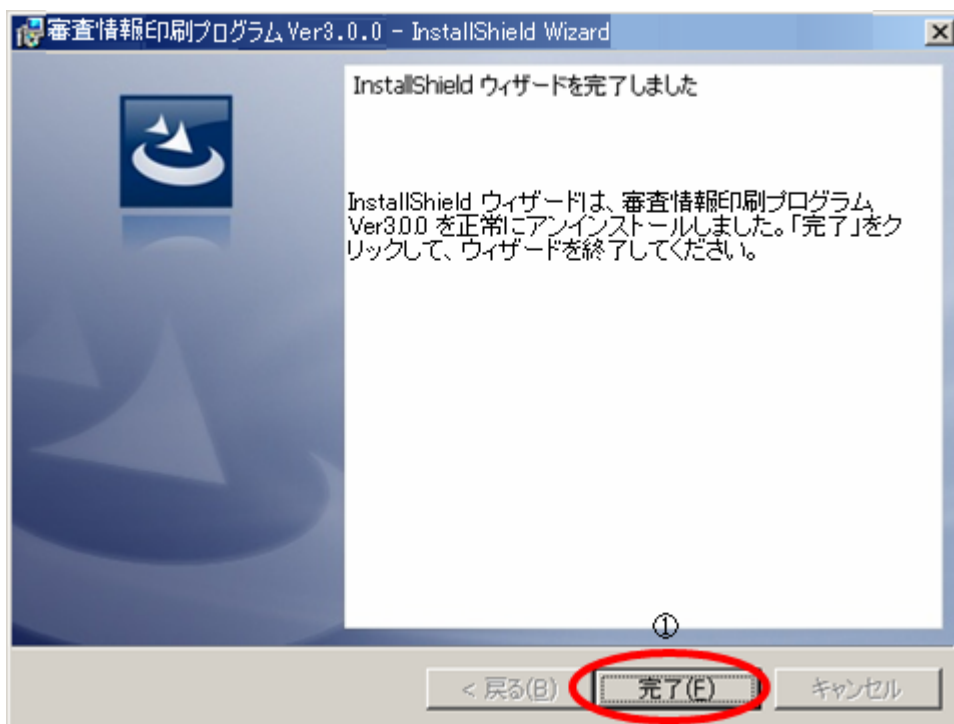 審査情報印刷プログラム Ver3.0.0 - InstallShield Wizard
InstallShield ウィザードを完了しました
InstallShield ウィザードは、審査情報印刷プログラム
Ver3.0.0 を正常にアンインストールしました。「完了」をク
リックして、ウィザードを終了してください。
①
< 戻る(B)
完了(F)
キャンセル